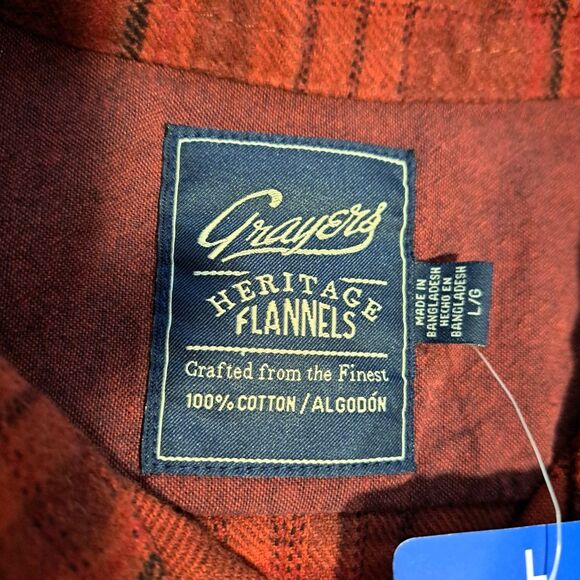 Grayers
HERITAGE
FLANNELS
Crafted from the Finest
100% COTTON / ALGODÓN
MADE IN
BANGLADESH
HECHO EN
BANGLADESH
L/G
L